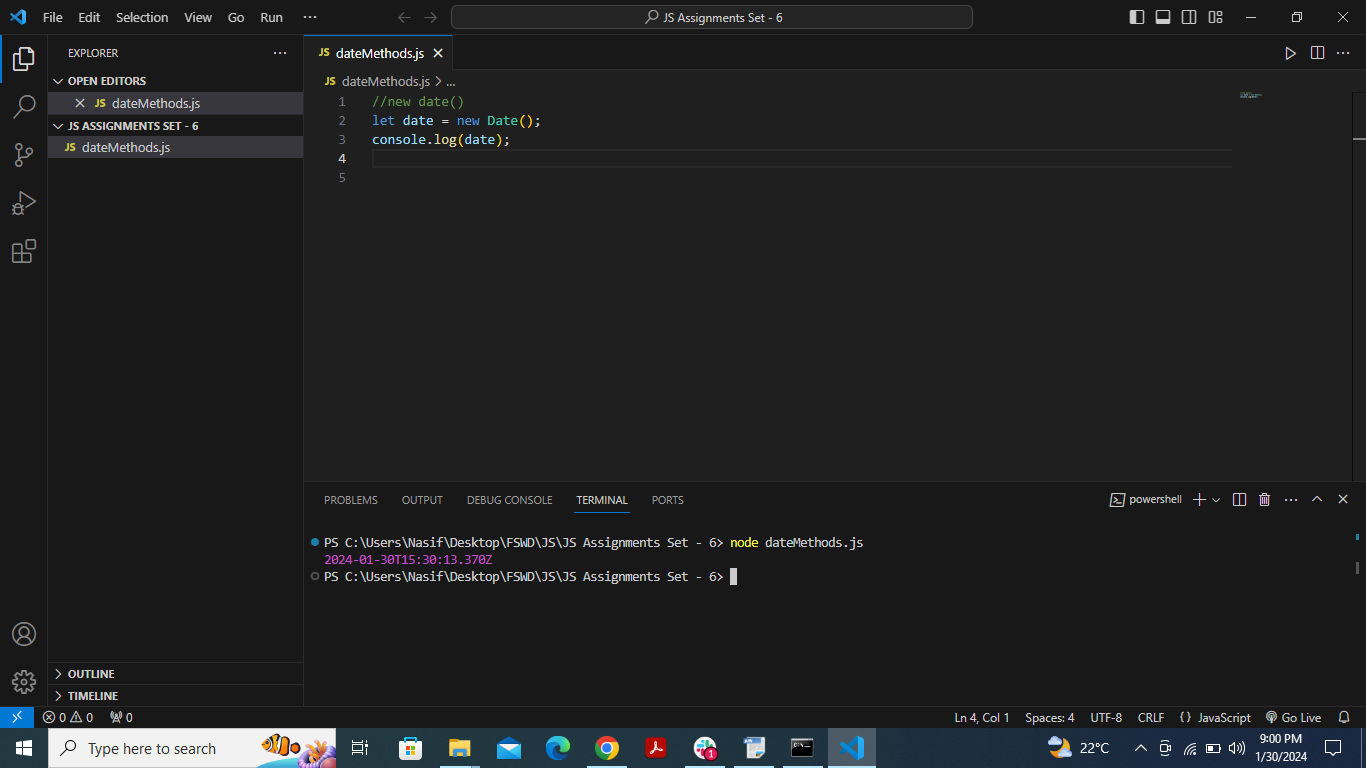 File Edit Selection View Go Run ···
JS Assignments Set - 6
EXPLORER ···
OPEN EDITORS
JS dateMethods.js
JS ASSIGNMENTS SET - 6
JS dateMethods.js
OUTLINE
TIMELINE
JS dateMethods.js
JS dateMethods.js > ...
1 //new date()
2 let date = new Date();
3 console.log(date);
4
5
PROBLEMS OUTPUT DEBUG CONSOLE TERMINAL PORTS
powershell
PS C:\Users\Nasif\Desktop\FSWD\JS\JS Assignments Set - 6> node dateMethods.js
2024-01-30T15:30:13.370Z
PS C:\Users\Nasif\Desktop\FSWD\JS\JS Assignments Set - 6>
0 0 0
Ln 4, Col 1 Spaces: 4 UTF-8 CRLF {} JavaScript Go Live
Type here to search
1
22°C
9:00 PM
1/30/2024